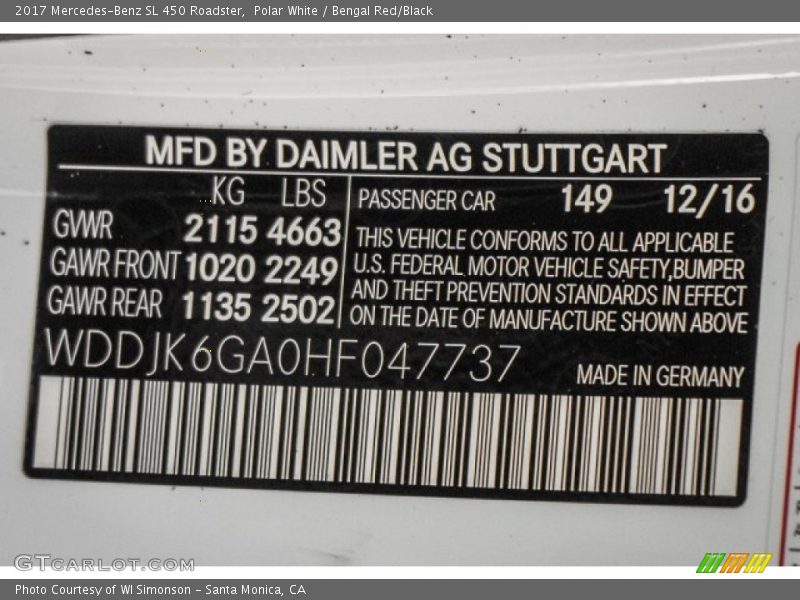 2017 Mercedes-Benz SL 450 Roadster,  Polar White / Bengal Red/Black
MFD BY DAIMLER AG STUTTGART
KG LBS
GWR 2115 4663
GAWR FRONT 1020 2249
GAWR REAR 1135 2502
PASSENGER CAR 149 12/16
THIS VEHICLE CONFORMS TO ALL APPLICABLE
U.S. FEDERAL MOTOR VEHICLE SAFETY,BUMPER
AND THEFT PREVENTION STANDARDS IN EFFECT
ON THE DATE OF MANUFACTURE SHOWN ABOVE
WDDJK6GA0HF047737
MADE IN GERMANY
GTCARLOT.COM
Photo Courtesy of WI Simonson - Santa Monica, CA